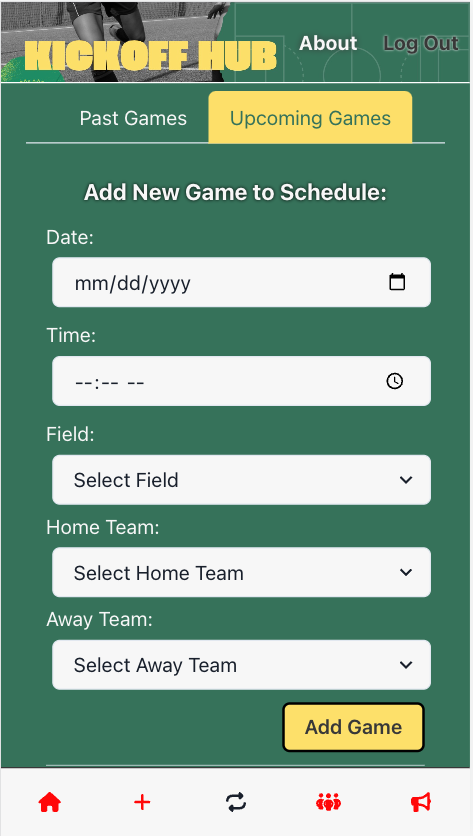 KICKOFF HUB
About
Log Out
Past Games
Upcoming Games
Add New Game to Schedule:
Date:
mm/dd/yyyy
Time:
--:-- --
Field:
Select Field
Home Team:
Select Home Team
Away Team:
Select Away Team
Add Game